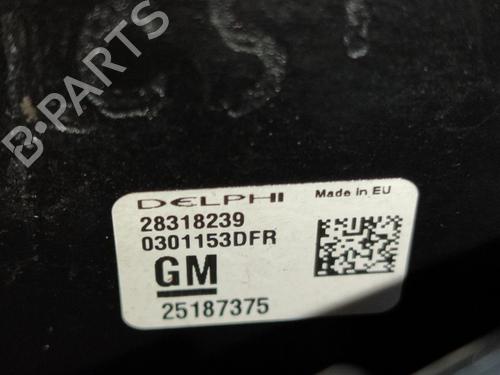 B-PARTS
DELPHI Made in EU
28318239
0301153DFR
GM
25187375